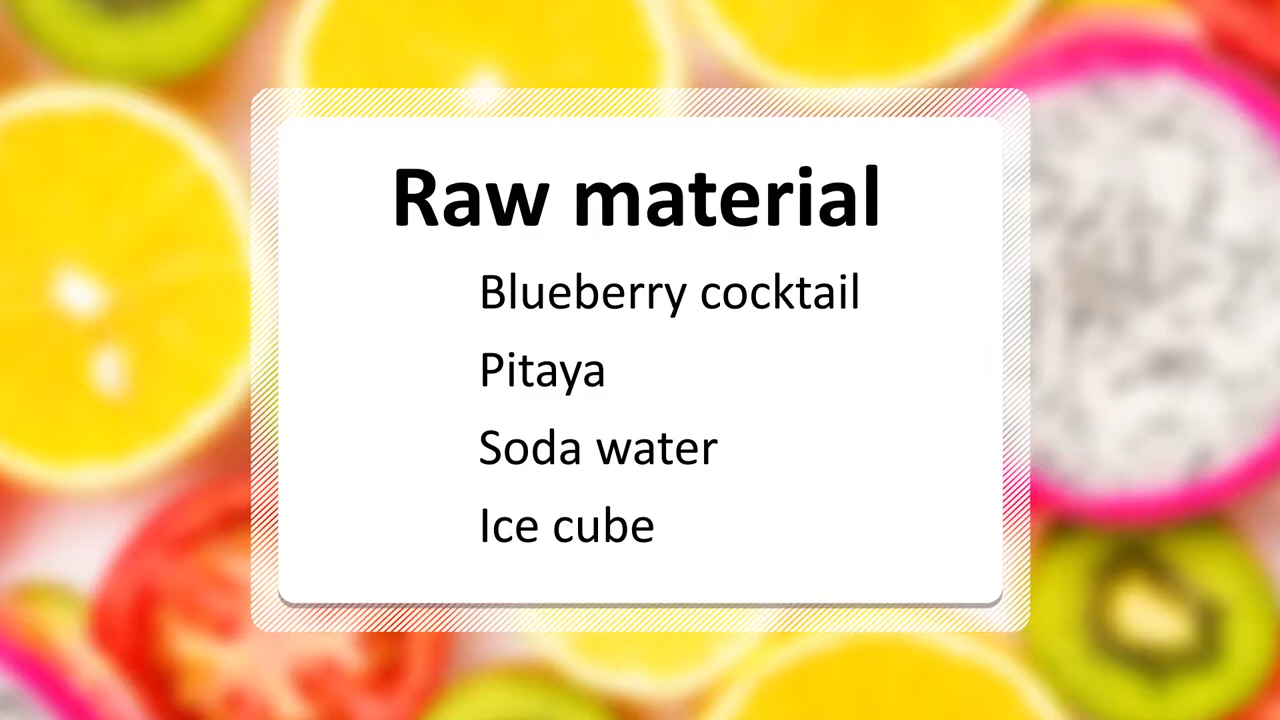 Raw material
Blueberry cocktail
Pitaya
Soda water
Ice cube